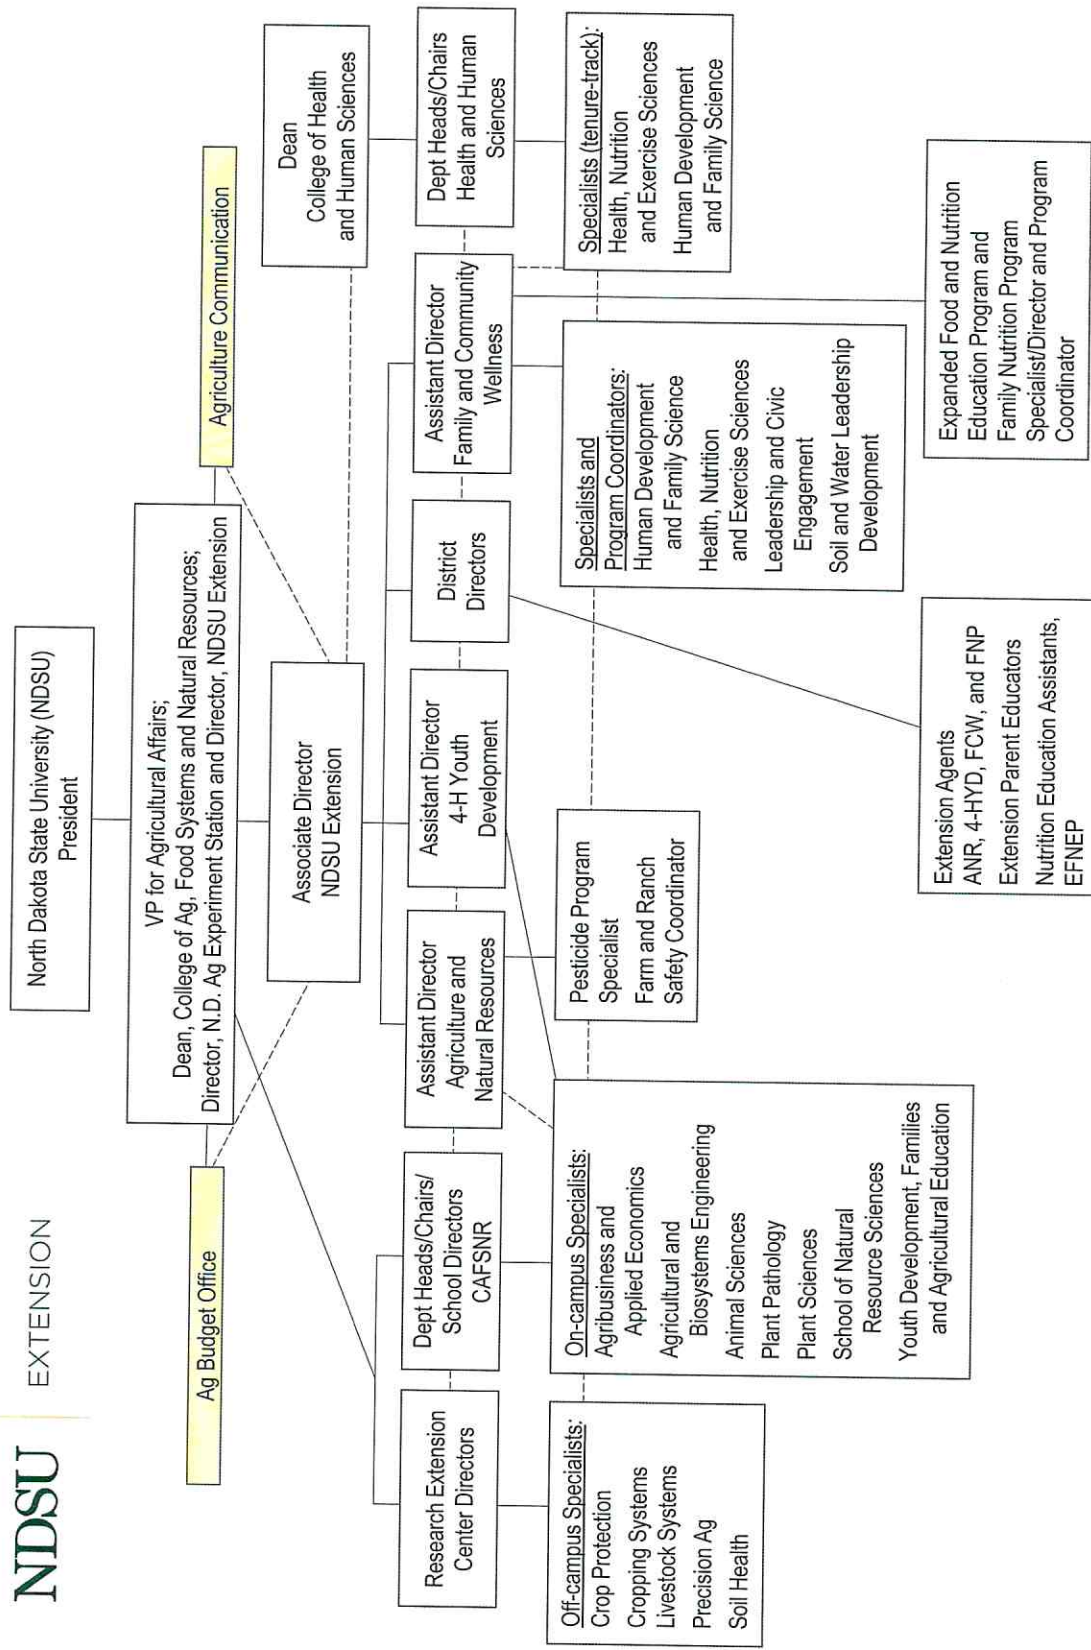 NDSU
EXTENSION
North Dakota State University (NDSU)
President
VP for Agricultural Affairs;
Dean, College of Ag, Food Systems and Natural Resources;
Director, N.D. Ag Experiment Station and Director, NDSU Extension
Ag Budget Office
Agriculture Communication
Associate Director
NDSU Extension
Dean
College of Health
and Human Sciences
Research Extension
Center Directors
Dept Heads/Chairs/
School Directors
CAFSNR
Assistant Director
Agriculture and
Natural Resources
Assistant Director
4-H Youth
Development
District
Directors
Assistant Director
Family and Community
Wellness
Dept Heads/Chairs
Health and Human
Sciences
Off-campus Specialists:
Crop Protection
Cropping Systems
Livestock Systems
Precision Ag
Soil Health
On-campus Specialists:
Agribusiness and
Applied Economics
Agricultural and
Biosystems Engineering
Animal Sciences
Plant Pathology
Plant Sciences
School of Natural
Resource Sciences
Youth Development, Families
and Agricultural Education
Pesticide Program
Specialist
Farm and Ranch
Safety Coordinator
Specialists and
Program Coordinators:
Human Development
and Family Science
Health, Nutrition
and Exercise Sciences
Leadership and Civic
Engagement
Soil and Water Leadership
Development
Specialists (tenure-track):
Health, Nutrition
and Exercise Sciences
Human Development
and Family Science
Extension Agents
ANR, 4-HYD, FCW, and FNP
Extension Parent Educators
Nutrition Education Assistants,
EFNEP
Expanded Food and Nutrition
Education Program and
Family Nutrition Program
Specialist/Director and Program
Coordinator